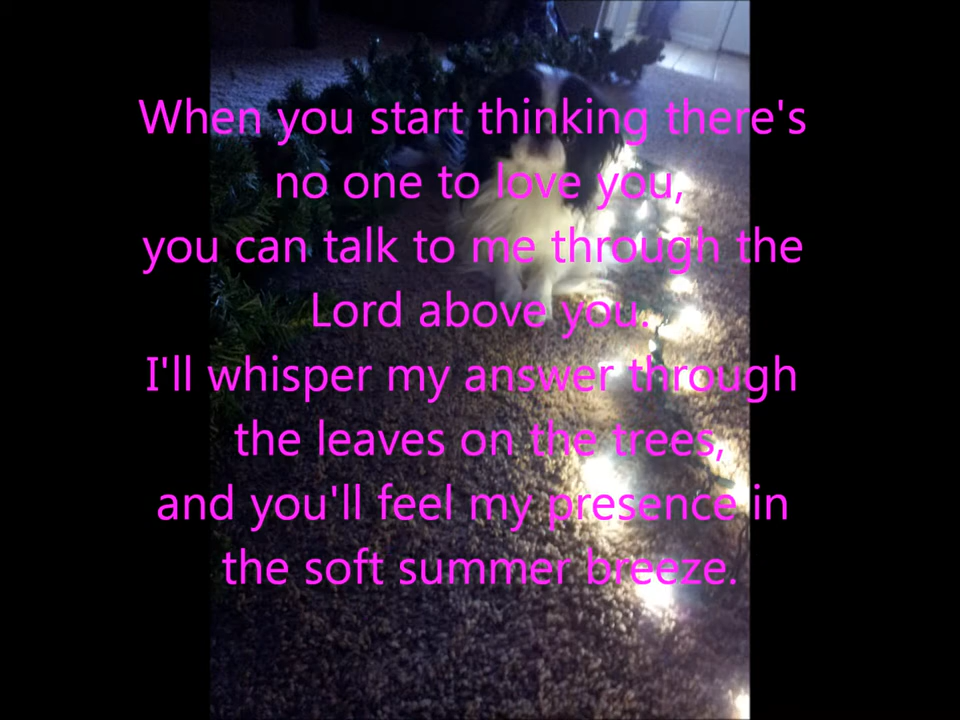 When you start thinking there's
no one to love you,
you can talk to me through the
Lord above you.
I'll whisper my answer through
the leaves on the trees,
and you'll feel my presence in
the soft summer breeze.